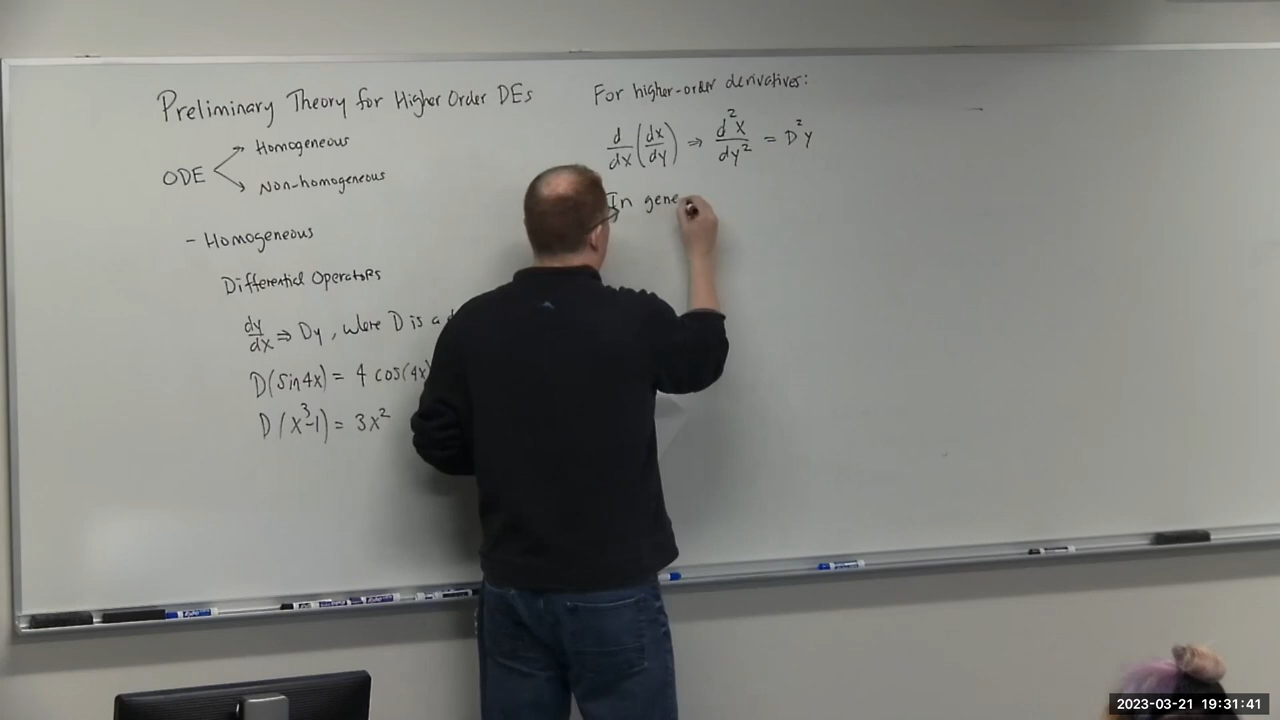 Preliminary Theory for Higher Order DEs
ODE
Homogeneous
Non-homogeneous
- Homogeneous
Differential Operators
dy/dx ⇒ Dy, where D is a
D(sin4x) = 4 cos(4x)
D(x³-1) = 3x²
For higher-order derivatives:
d/dx (dx/dy) ⇒ d²x/dy² = D²y
In gene
2023-03-21 19:31:41